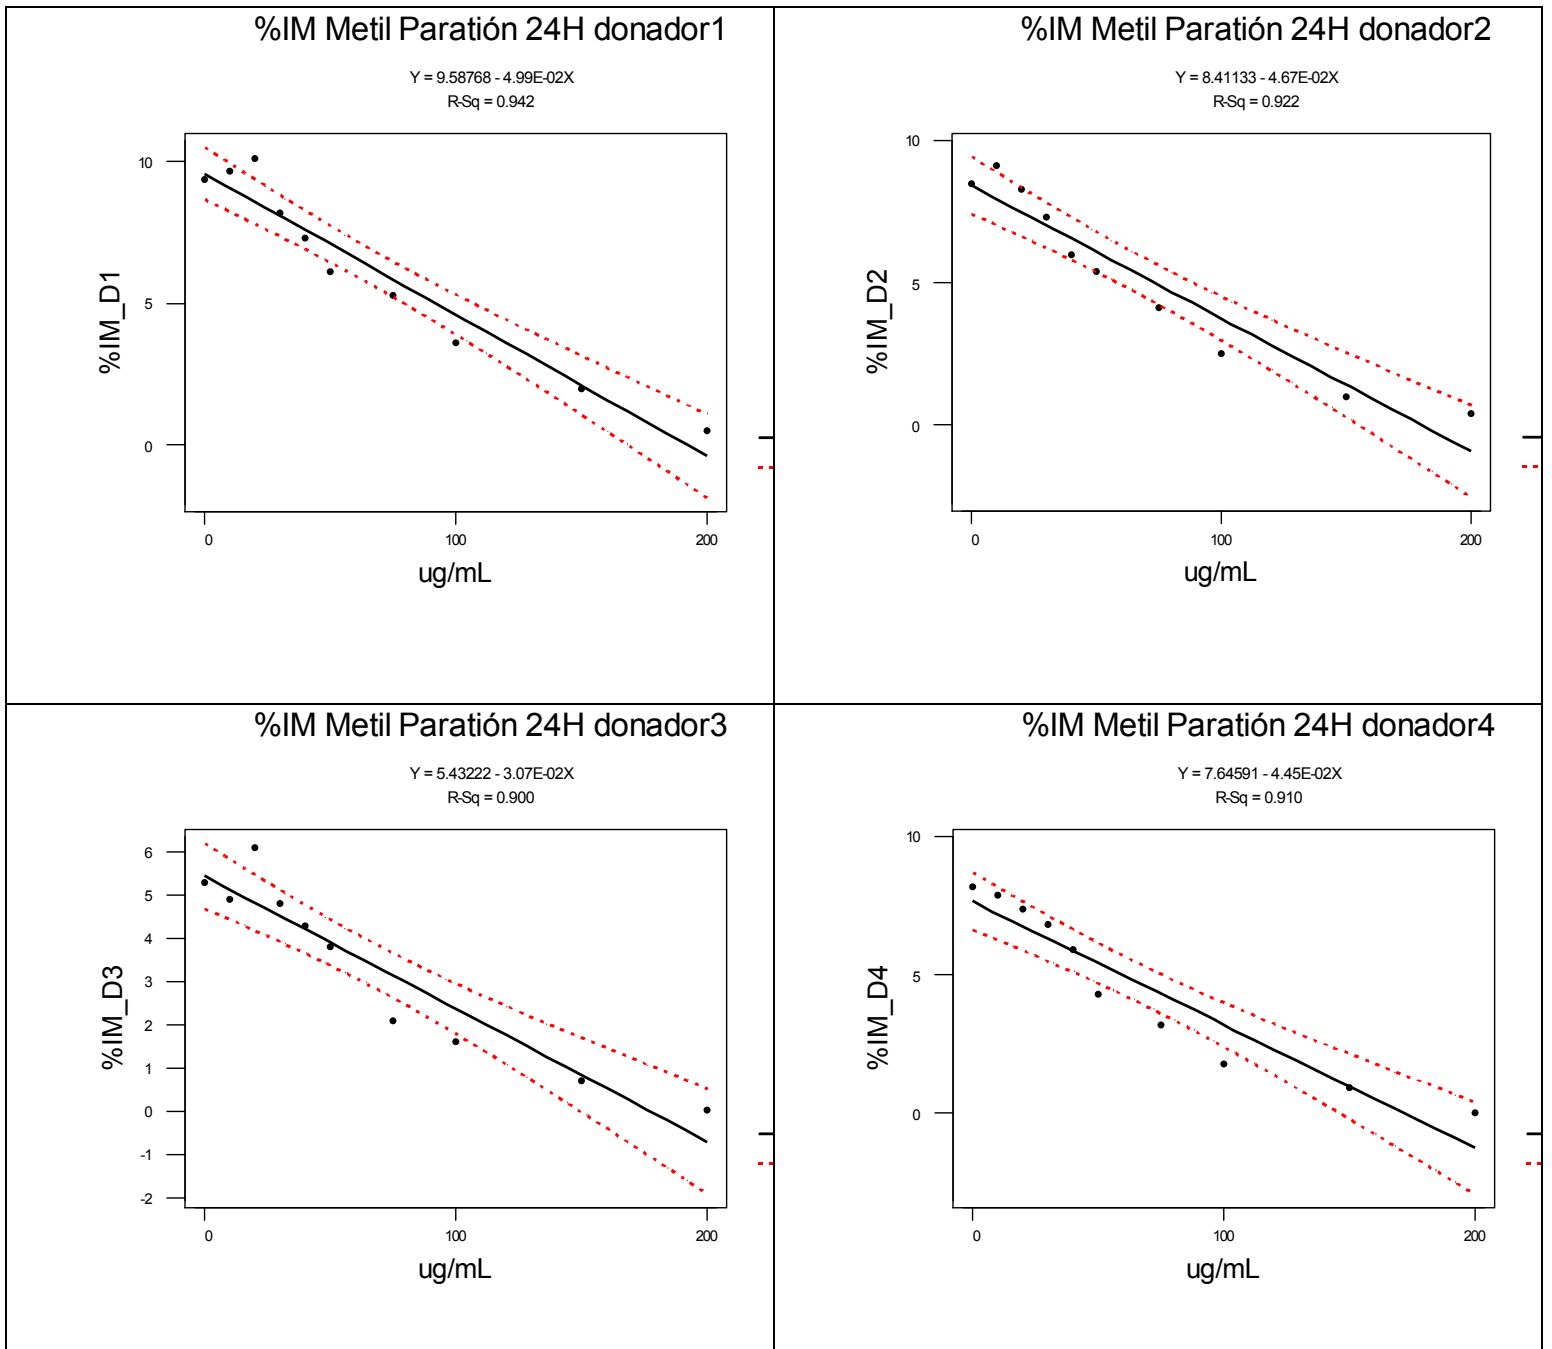 %IM Metil Paratión 24H donador1
Y = 9.58768 - 4.99E-02X
R-Sq = 0.942
10
5
0
%IM_D1
0 100 200
ug/mL
%IM Metil Paratión 24H donador2
Y = 8.41133 - 4.67E-02X
R-Sq = 0.922
10
5
0
%IM_D2
0 100 200
ug/mL
%IM Metil Paratión 24H donador3
Y = 5.43222 - 3.07E-02X
R-Sq = 0.900
6
5
4
3
2
1
0
-1
-2
%IM_D3
0 100 200
ug/mL
%IM Metil Paratión 24H donador4
Y = 7.64591 - 4.45E-02X
R-Sq = 0.910
10
5
0
%IM_D4
0 100 200
ug/mL